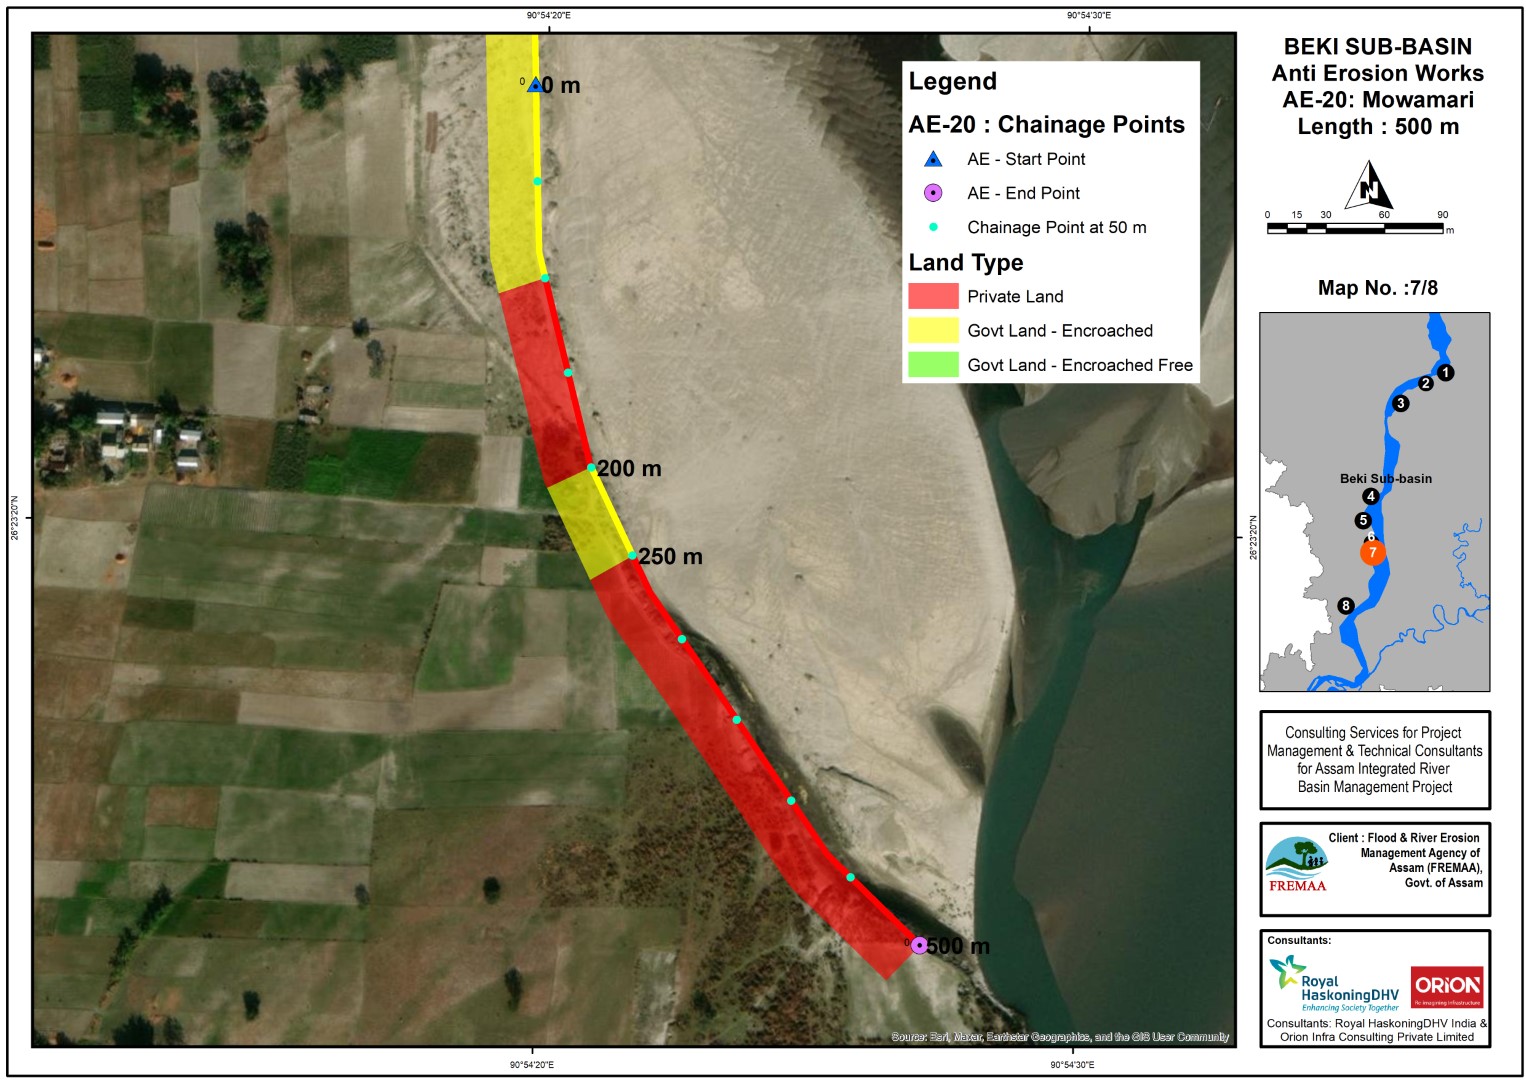 90°54'20"E
90°54'30"E
26°23'20"N
26°23'20"N
90°54'20"E
90°54'30"E
0
0 m
200 m
250 m
0
500 m
Source: Esri, Maxar, Earthstar Geographics, and the GIS User Community
Legend
AE-20 : Chainage Points
AE - Start Point
AE - End Point
Chainage Point at 50 m
Land Type
Private Land
Govt Land - Encroached
Govt Land - Encroached Free
BEKI SUB-BASIN
Anti Erosion Works
AE-20: Mowamari
Length : 500 m
N
0 15 30 60 90
m
Map No. :7/8
1
2
3
Beki Sub-basin
4
5
6
7
8
Consulting Services for Project
Management & Technical Consultants
for Assam Integrated River
Basin Management Project
FREMAA
Client : Flood & River Erosion
Management Agency of
Assam (FREMAA),
Govt. of Assam
Consultants:
Royal
HaskoningDHV
Enhancing Society Together
ORION
Re-imagining Infrastructure
Consultants: Royal HaskoningDHV India &
Orion Infra Consulting Private Limited